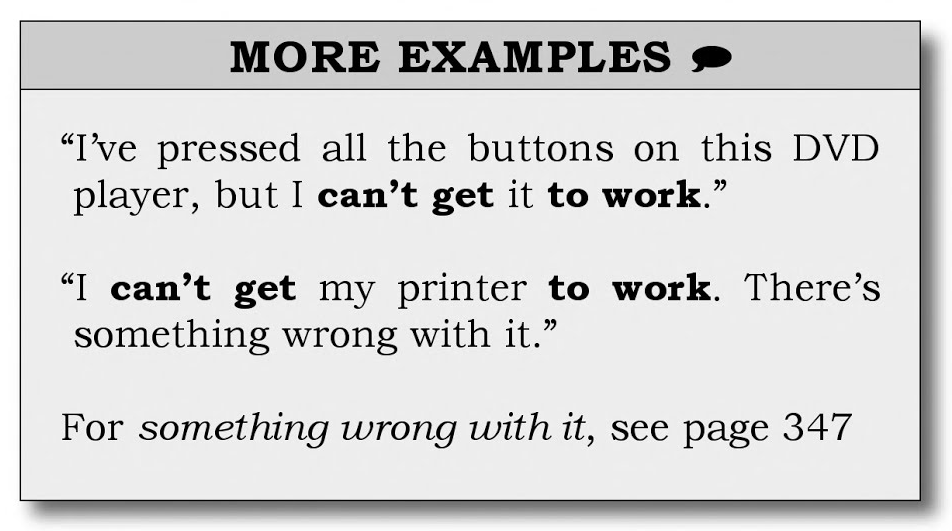 MORE EXAMPLES
“I’ve pressed all the buttons on this DVD
player, but I can’t get it to work.”
“I can’t get my printer to work. There’s
something wrong with it.”
For something wrong with it, see page 347